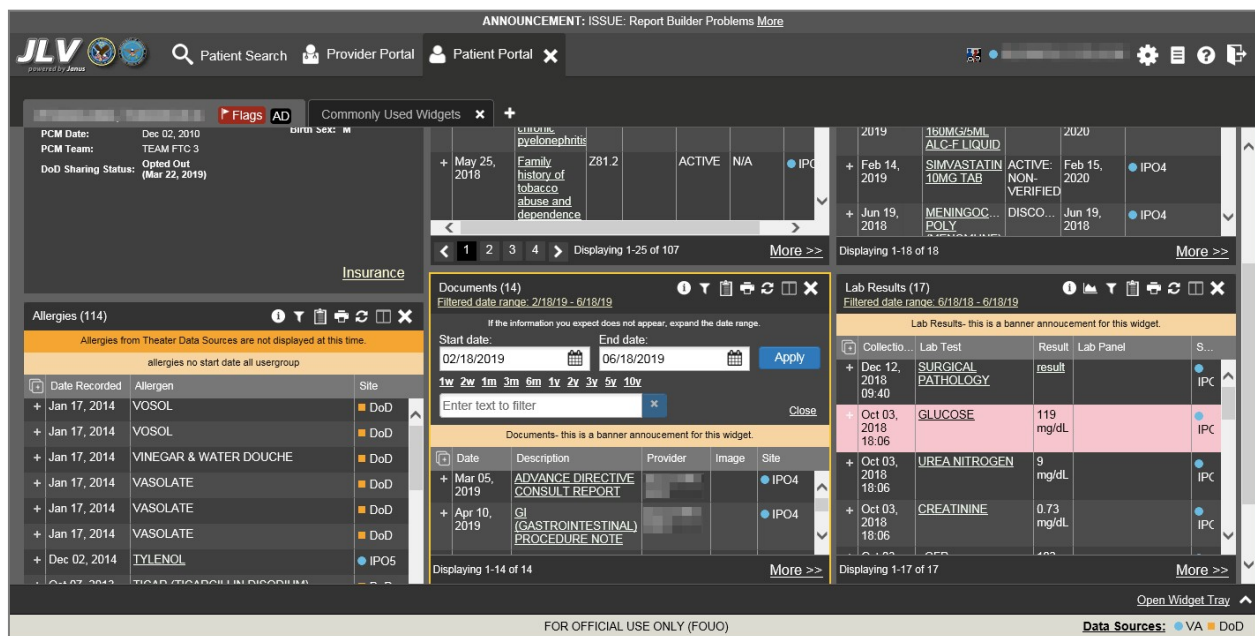 ANNOUNCEMENT: ISSUE: Report Builder Problems More
JLV
powered by Janus
Patient Search
Provider Portal
Patient Portal
Flags AD
Commonly Used Widgets
PCM Date: Dec 02, 2010
Birth Sex: M
PCM Team: TEAM FTC 3
DoD Sharing Status: Opted Out
(Mar 22, 2019)
Insurance
chronic
pyelonephritis
+ May 25, 2018 Family history of tobacco abuse and dependence Z81.2 ACTIVE N/A IPO
1 2 3 4 Displaying 1-25 of 107 More >>
2019 160MG/5ML ALC-F LIQUID 2020
+ Feb 14, 2019 SIMVASTATIN 10MG TAB ACTIVE: NON-VERIFIED Feb 15, 2020 IPO4
+ Jun 19, 2018 MENINGOC... POLY DISCO... Jun 19, 2018 IPO4
Displaying 1-18 of 18 More >>
Allergies (114)
Allergies from Theater Data Sources are not displayed at this time.
allergies no start date all usergroup
Date Recorded Allergen Site
+ Jan 17, 2014 VOSOL DoD
+ Jan 17, 2014 VOSOL DoD
+ Jan 17, 2014 VINEGAR & WATER DOUCHE DoD
+ Jan 17, 2014 VASOLATE DoD
+ Jan 17, 2014 VASOLATE DoD
+ Jan 17, 2014 VASOLATE DoD
+ Dec 02, 2014 TYLENOL IPO5
Documents (14)
Filtered date range: 2/18/19 - 6/18/19
If the information you expect does not appear, expand the date range.
Start date: End date:
02/18/2019 06/18/2019 Apply
1w 2w 1m 3m 6m 1y 2y 3y 5y 10y
Enter text to filter
Close
Documents- this is a banner annoucement for this widget.
Date Description Provider Image Site
+ Mar 05, 2019 ADVANCE DIRECTIVE CONSULT REPORT IPO4
+ Apr 10, 2019 GI (GASTROINTESTINAL) PROCEDURE NOTE IPO4
Displaying 1-14 of 14 More >>
Lab Results (17)
Filtered date range: 6/18/18 - 6/18/19
Lab Results- this is a banner annoucement for this widget.
Collectio... Lab Test Result Lab Panel S...
+ Dec 12, 2018 09:40 SURGICAL PATHOLOGY result IPC
+ Oct 03, 2018 18:06 GLUCOSE 119 mg/dL IPC
+ Oct 03, 2018 18:06 UREA NITROGEN 9 mg/dL IPC
+ Oct 03, 2018 18:06 CREATININE 0.73 mg/dL IPC
Displaying 1-17 of 17 More >>
Open Widget Tray
FOR OFFICIAL USE ONLY (FOUO)
Data Sources: VA DoD